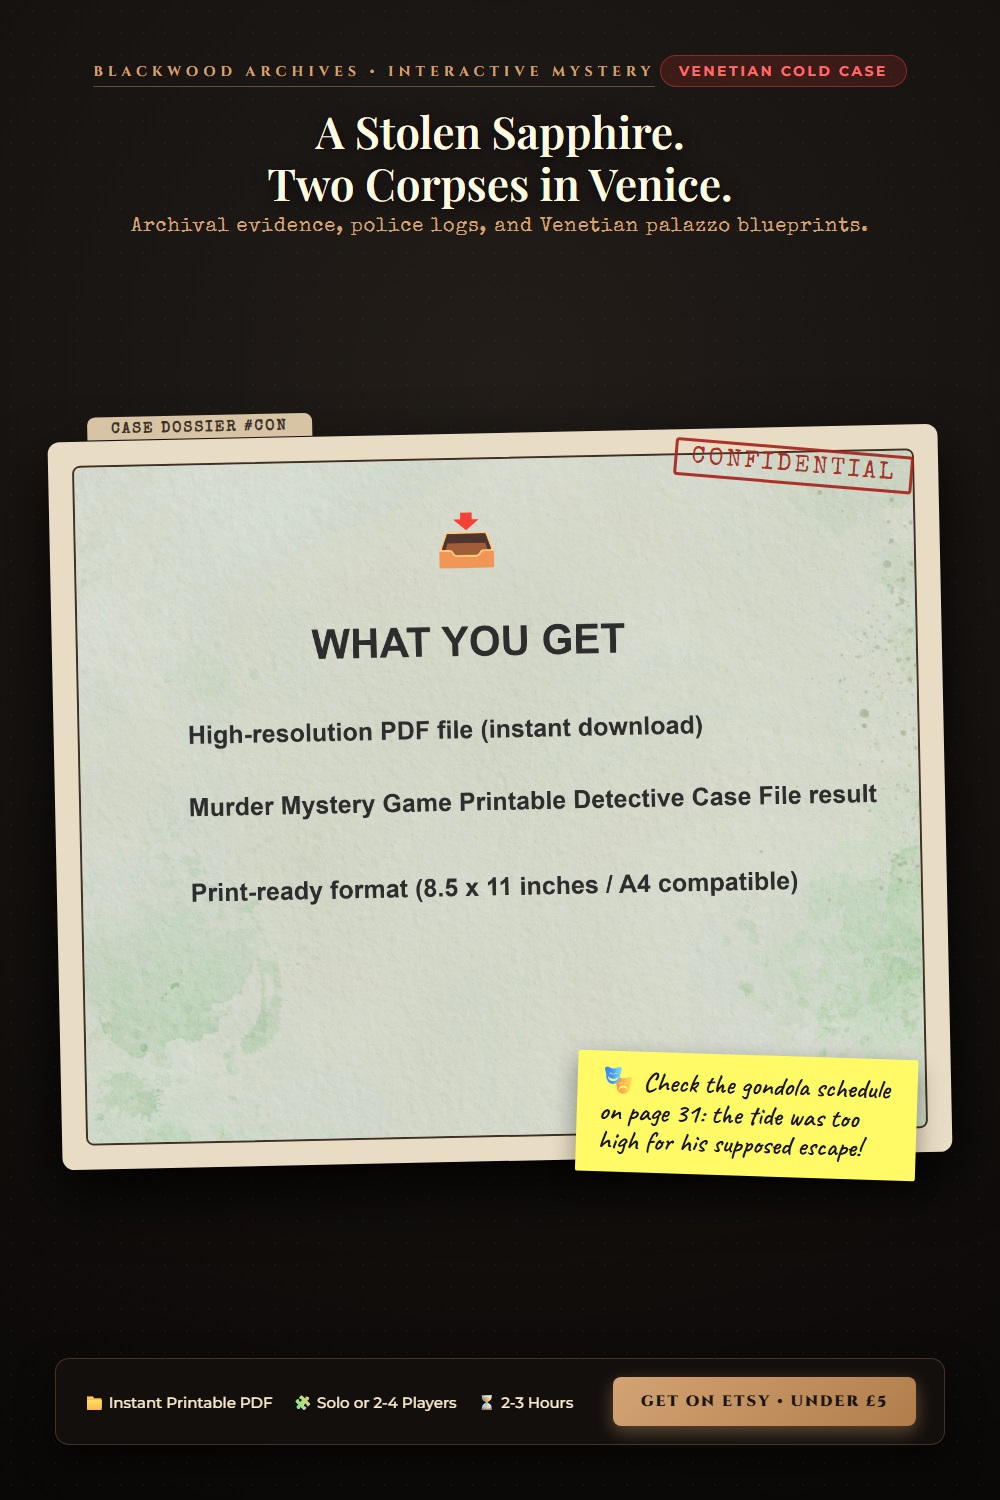 BLACKWOOD ARCHIVES • INTERACTIVE MYSTERY
VENETIAN COLD CASE
A Stolen Sapphire.
Two Corpses in Venice.
Archival evidence, police logs, and Venetian palazzo blueprints.
CASE DOSSIER #CON
CONFIDENTIAL
WHAT YOU GET
High-resolution PDF file (instant download)
Murder Mystery Game Printable Detective Case File result
Print-ready format (8.5 x 11 inches / A4 compatible)
Check the gondola schedule
on page 31: the tide was too
high for his supposed escape!
Instant Printable PDF
Solo or 2-4 Players
2-3 Hours
GET ON ETSY • UNDER £5